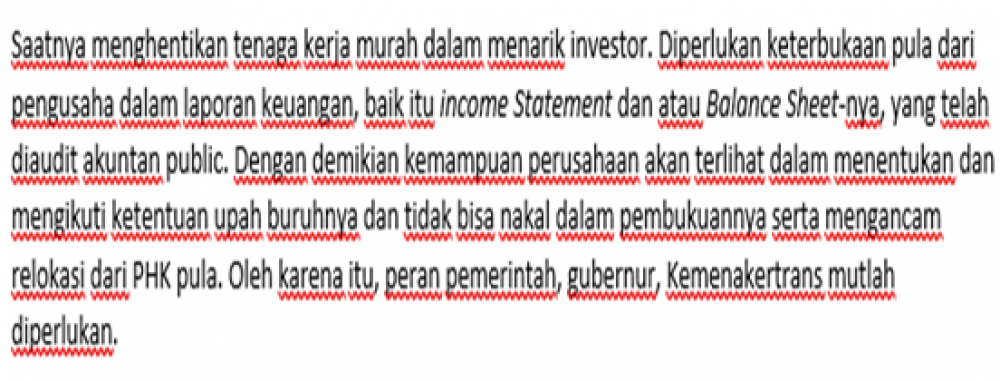 Saatnya menghentikan tenaga kerja murah dalam menarik investor. Diperlukan keterbukaan pula dari
pengusaha dalam laporan keuangan, baik itu income Statement dan atau Balance Sheet-nya, yang telah
diaudit akuntan public. Dengan demikian kemampuan perusahaan akan terlihat dalam menentukan dan
mengikuti ketentuan upah buruhnya dan tidak bisa nakal dalam pembukuannya serta mengancam
relokasi dari PHK pula. Oleh karena itu, peran pemerintah, gubernur, Kemenakertrans mutlah
diperlukan.